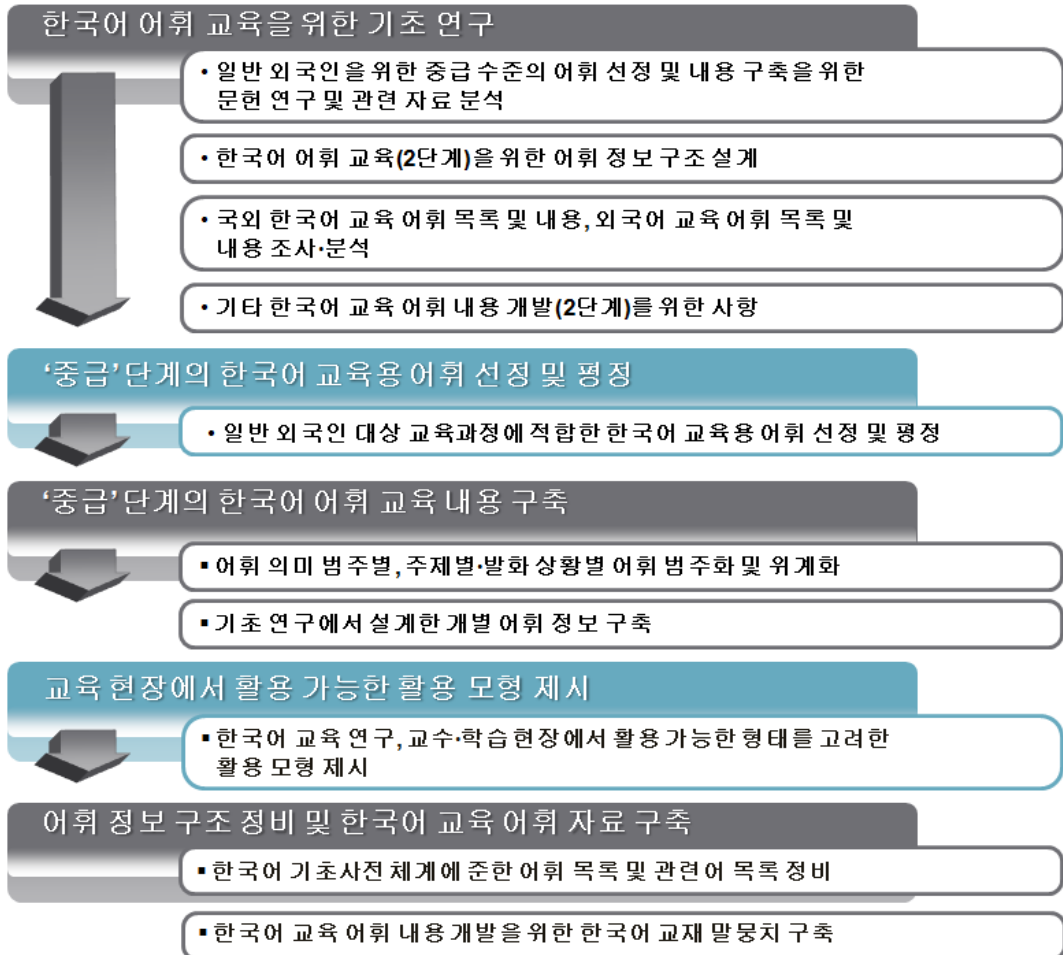 한국어 어휘 교육을 위한 기초 연구
• 일반 외국인을 위한 중급 수준의 어휘 선정 및 내용 구축을 위한
문헌 연구 및 관련 자료 분석
• 한국어 어휘 교육(2단계)을 위한 어휘 정보 구조 설계
• 국외 한국어 교육 어휘 목록 및 내용, 외국어 교육 어휘 목록 및
내용 조사·분석
• 기타 한국어 교육 어휘 내용 개발(2단계)를 위한 사항
‘중급’ 단계의 한국어 교육용 어휘 선정 및 평정
• 일반 외국인 대상 교육과정에 적합한 한국어 교육용 어휘 선정 및 평정
‘중급’ 단계의 한국어 어휘 교육 내용 구축
▪ 어휘 의미 범주별, 주제별·발화 상황별 어휘 범주화 및 위계화
▪ 기초 연구에서 설계한 개별 어휘 정보 구축
교육 현장에서 활용 가능한 활용 모형 제시
▪ 한국어 교육 연구, 교수·학습 현장에서 활용 가능한 형태를 고려한
활용 모형 제시
어휘 정보 구조 정비 및 한국어 교육 어휘 자료 구축
▪ 한국어 기초사전 체계에 준한 어휘 목록 및 관련어 목록 정비
▪ 한국어 교육 어휘 내용 개발을 위한 한국어 교재 말뭉치 구축